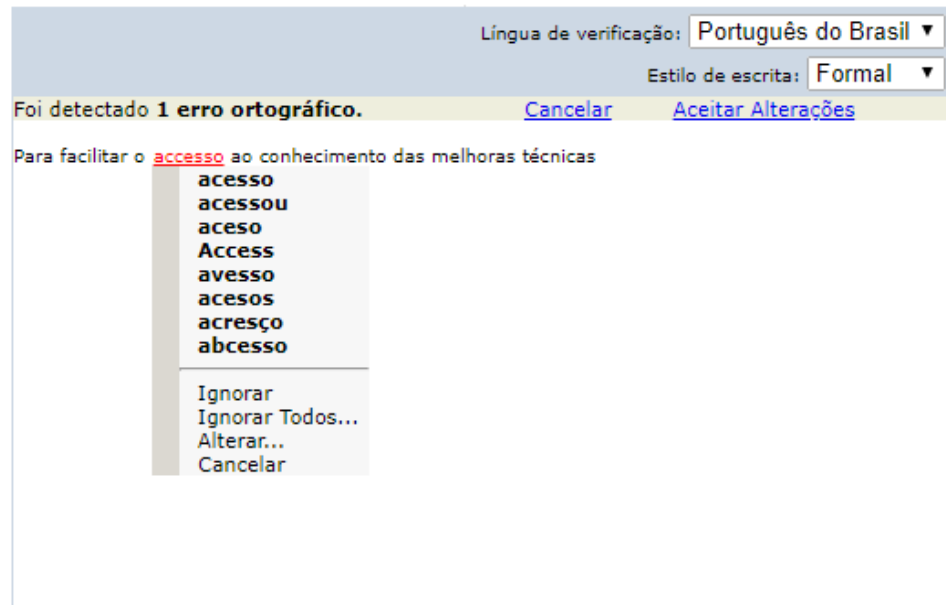 Língua de verificação: Português do Brasil ▼
Estilo de escrita: Formal ▼
Foi detectado 1 erro ortográfico. Cancelar Aceitar Alterações
Para facilitar o accesso ao conhecimento das melhoras técnicas
acesso
acessou
aceso
Access
avesso
acesos
acresço
abcesso
Ignorar
Ignorar Todos...
Alterar...
Cancelar